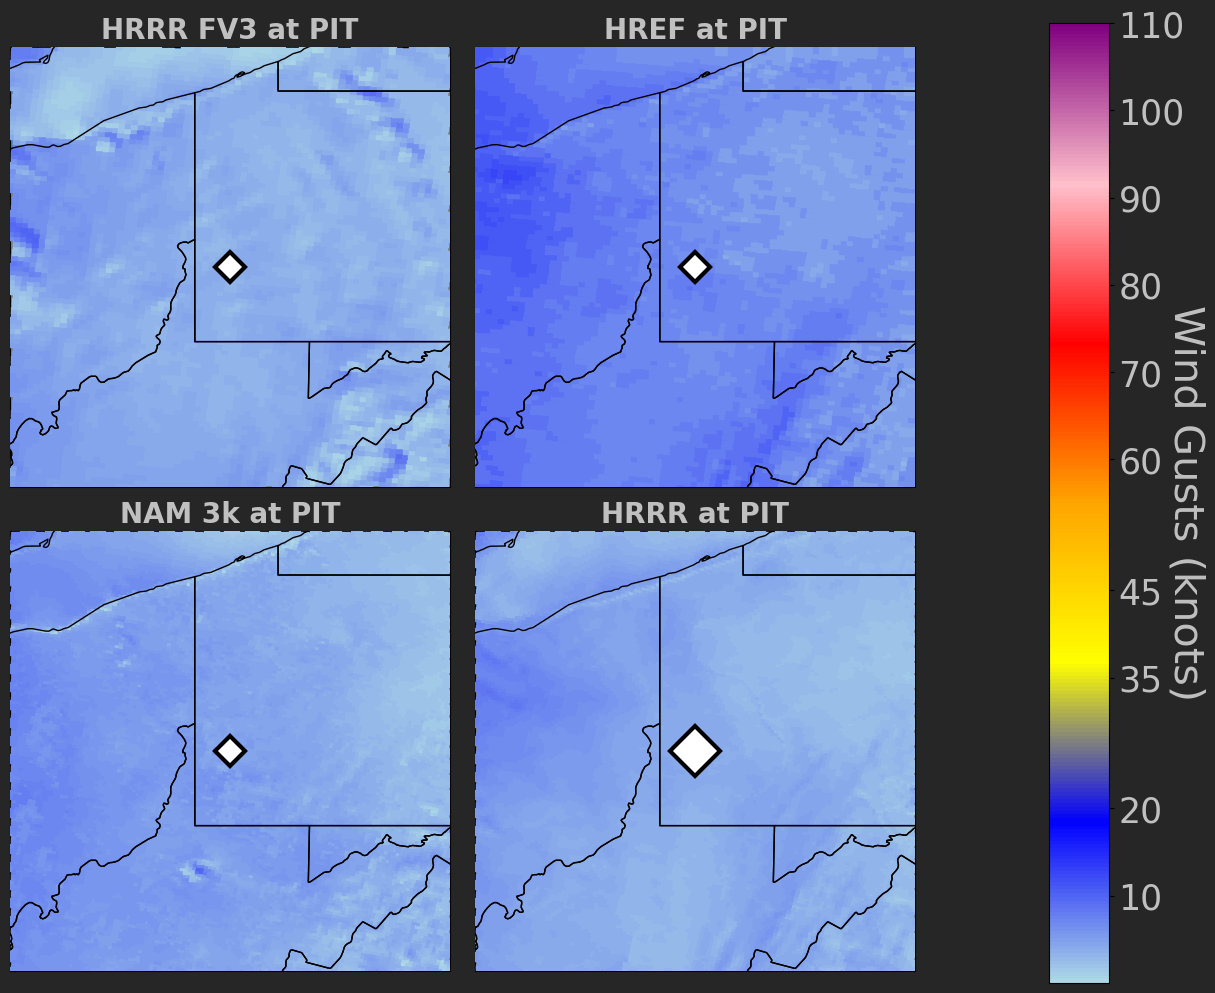 HRRR FV3 at PIT
HREF at PIT
NAM 3k at PIT
HRRR at PIT
110
100
90
80
70
60
45
35
20
10
Wind Gusts (knots)